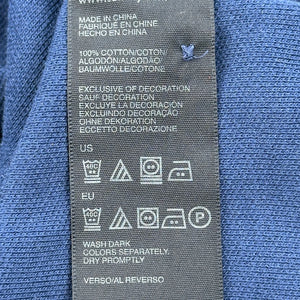 MADE IN CHINA
FABRIQUÉ EN CHINE
HECHO EN CHINA
100% COTTON/COTON/
ALGODÓN/ALGODÃO/
BAUMWOLLE/COTONE
EXCLUSIVE OF DECORATION
SAUF DÉCORATION
EXCLUYE LA DECORACIÓN
EXCLUINDO DECORAÇÃO
OHNE DEKORATION
ECCETTO DECORAZIONE
US
EU
40C
P
WASH DARK
COLORS SEPARATELY.
DRY PROMPTLY
VERSO/AL REVERSO